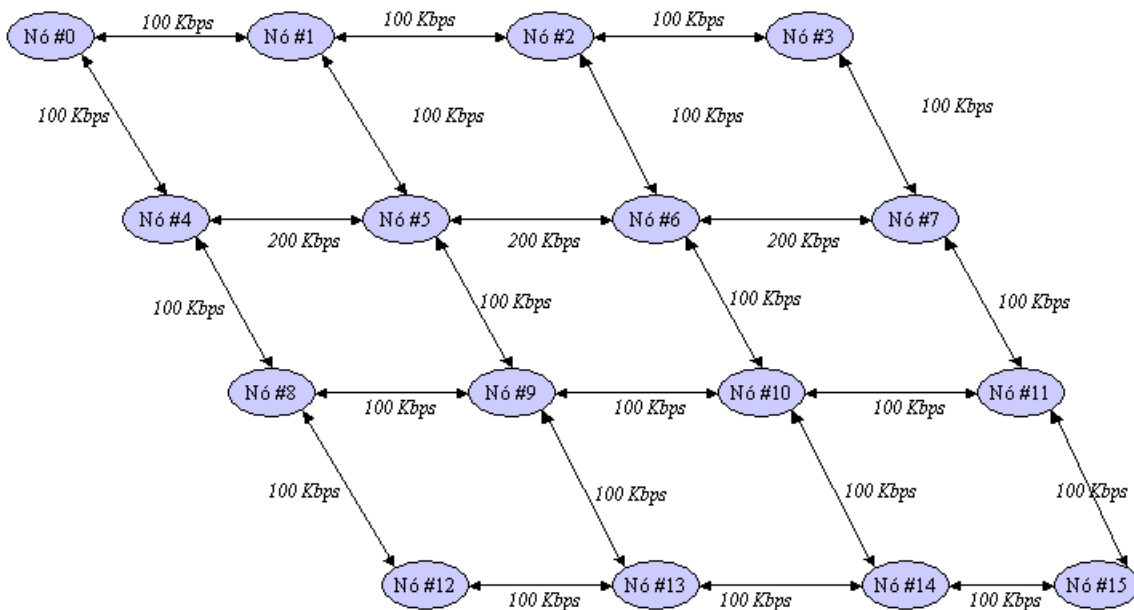 100 Kbps 100 Kbps 100 Kbps
Nó #0 Nó #1 Nó #2 Nó #3
100 Kbps 100 Kbps 100 Kbps 100 Kbps
Nó #4 Nó #5 Nó #6 Nó #7
200 Kbps 200 Kbps 200 Kbps
100 Kbps 100 Kbps 100 Kbps 100 Kbps
Nó #8 Nó #9 Nó #10 Nó #11
100 Kbps 100 Kbps 100 Kbps
100 Kbps 100 Kbps 100 Kbps 100 Kbps
Nó #12 Nó #13 Nó #14 Nó #15
100 Kbps 100 Kbps 100 Kbps